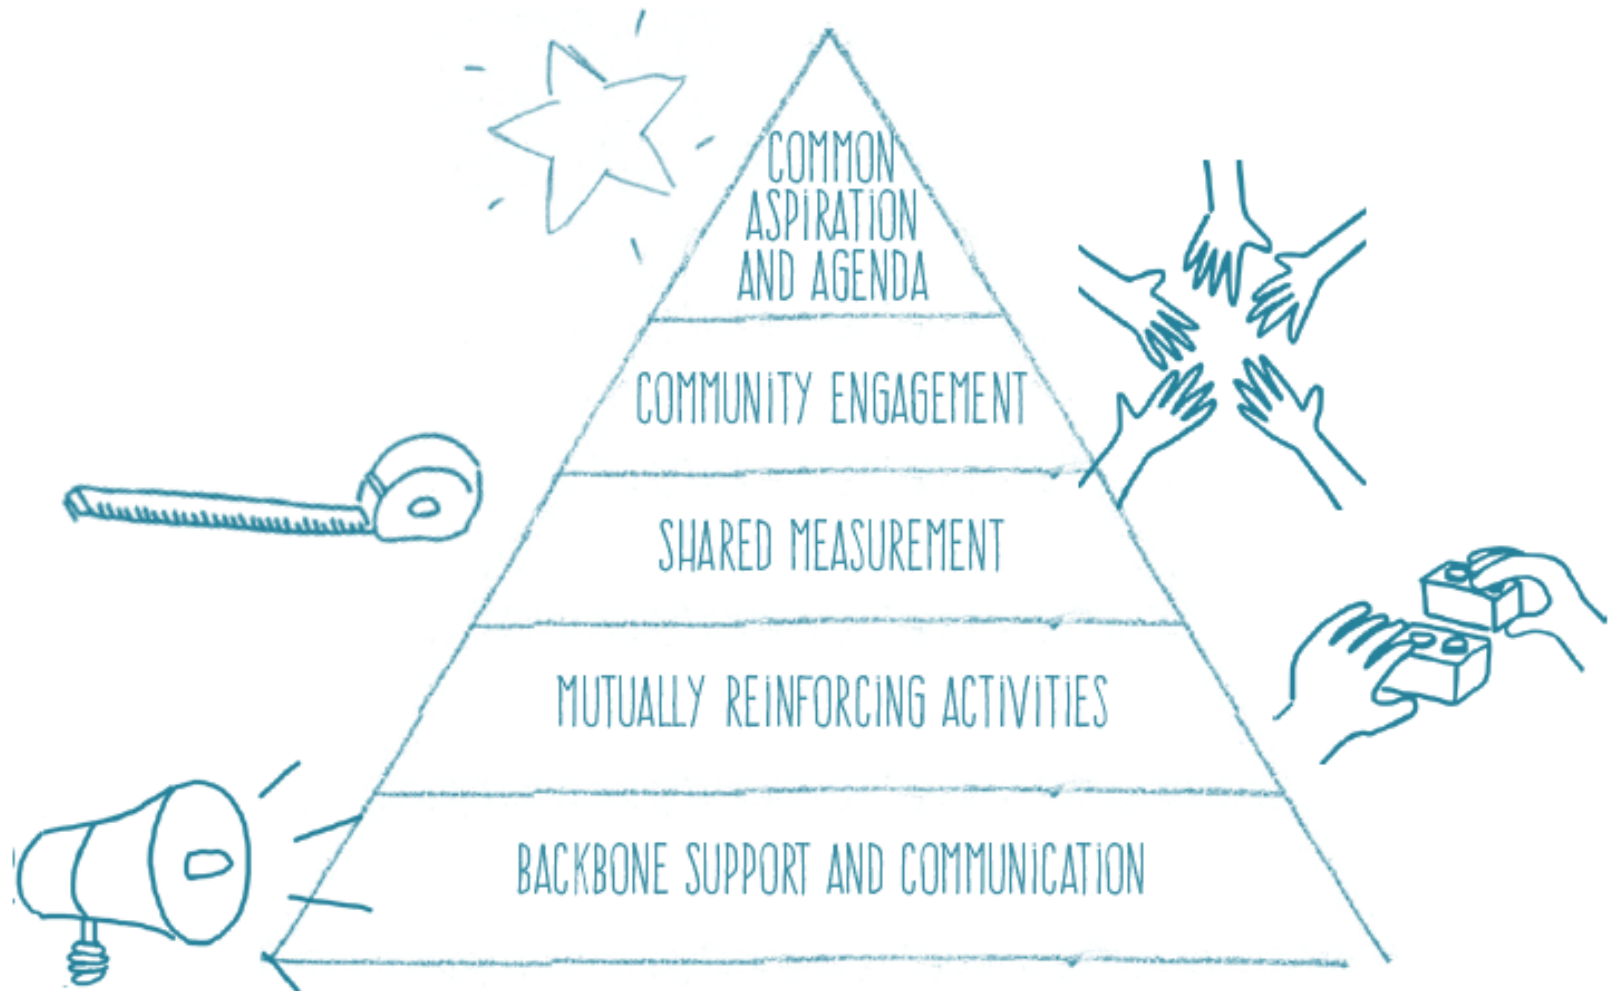 COMMON
ASPIRATION
AND AGENDA
COMMUNITY ENGAGEMENT
SHARED MEASUREMENT
MUTUALLY REINFORCING ACTIVITIES
BACKBONE SUPPORT AND COMMUNICATION